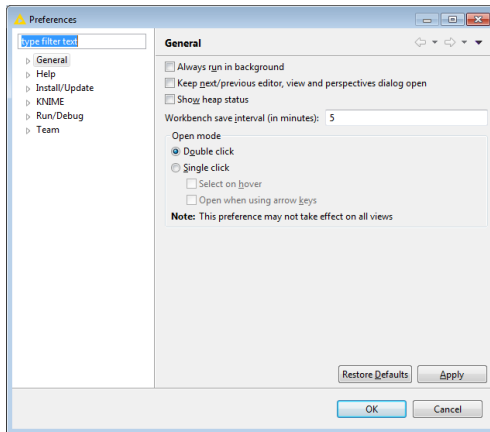 Preferences
type filter text
General
Help
Install/Update
KNIME
Run/Debug
Team
General
Always run in background
Keep next/previous editor, view and perspectives dialog open
Show heap status
Workbench save interval (in minutes): 5
Open mode
Double click
Single click
Select on hover
Open when using arrow keys
Note: This preference may not take effect on all views
Restore Defaults Apply
OK Cancel